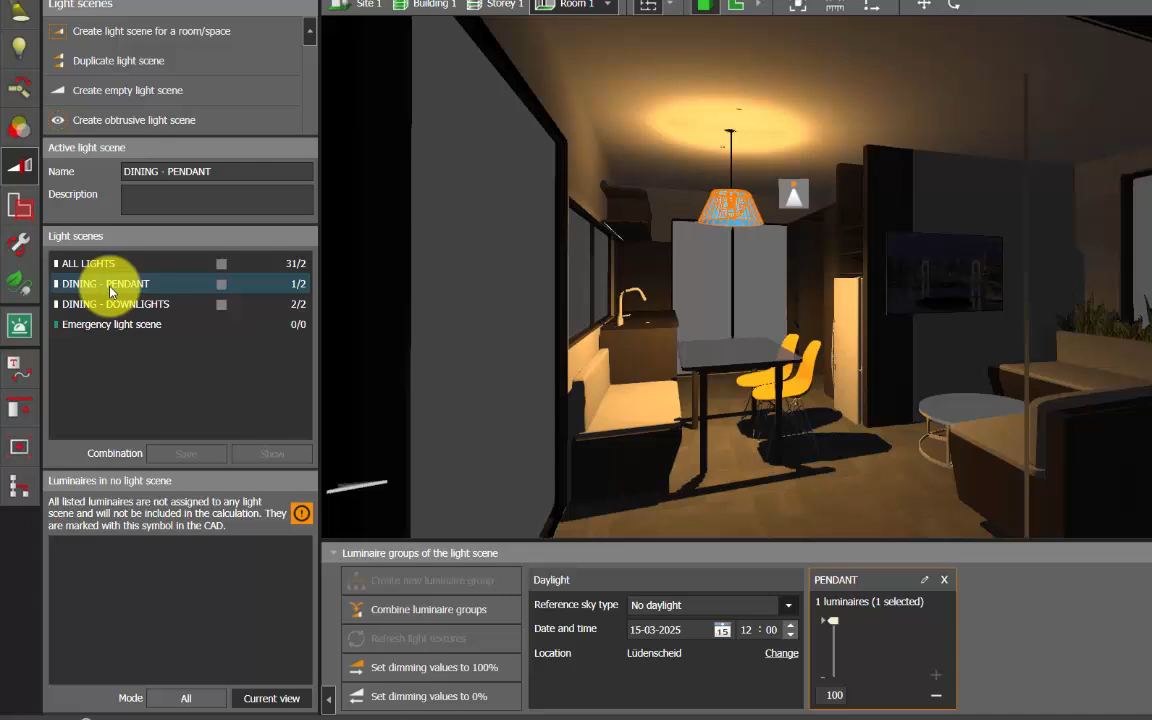 Light scenes
Site 1
Building 1
Storey 1
Room 1
Create light scene for a room/space
Duplicate light scene
Create empty light scene
Create obtrusive light scene
Active light scene
Name
DINING - PENDANT
Description
Light scenes
ALL LIGHTS
31/2
DINING - PENDANT
1/2
DINING - DOWNLIGHTS
2/2
Emergency light scene
0/0
Combination
Save
Show
Luminaires in no light scene
All listed luminaires are not assigned to any light
scene and will not be included in the calculation. They
are marked with this symbol in the CAD.
Mode
All
Current view
Luminaire groups of the light scene
Create new luminaire group
Combine luminaire groups
Refresh light textures
Set dimming values to 100%
Set dimming values to 0%
Daylight
Reference sky type
No daylight
Date and time
15-03-2025
15
12 : 00
Location
Lüdenscheid
Change
PENDANT
X
1 luminaires (1 selected)
100